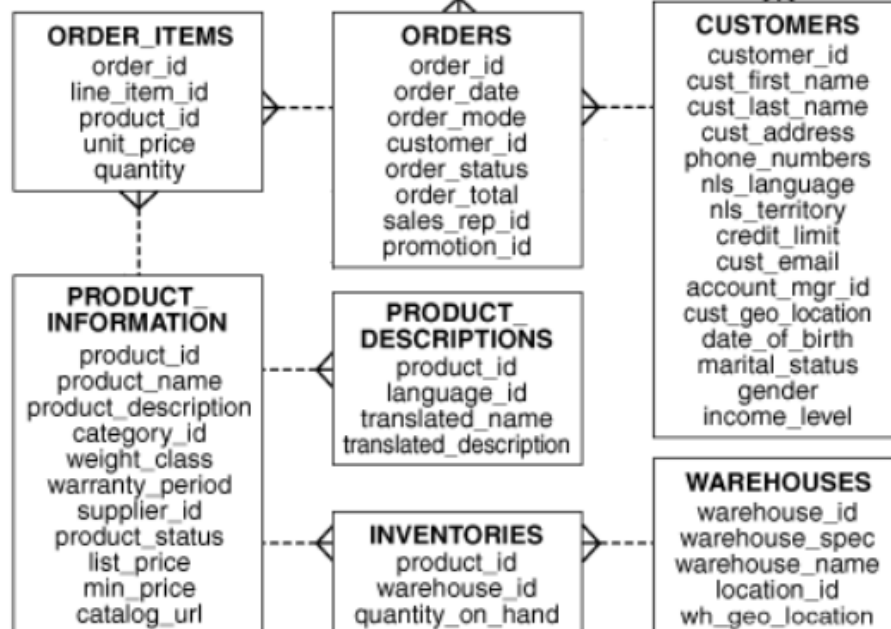 ORDER_ITEMS
order_id
line_item_id
product_id
unit_price
quantity
ORDERS
order_id
order_date
order_mode
customer_id
order_status
order_total
sales_rep_id
promotion_id
CUSTOMERS
customer_id
cust_first_name
cust_last_name
cust_address
phone_numbers
nls_language
nls_territory
credit_limit
cust_email
account_mgr_id
cust_geo_location
date_of_birth
marital_status
gender
income_level
PRODUCT_
INFORMATION
product_id
product_name
product_description
category_id
weight_class
warranty_period
supplier_id
product_status
list_price
min_price
catalog_url
PRODUCT_
DESCRIPTIONS
product_id
language_id
translated_name
translated_description
INVENTORIES
product_id
warehouse_id
quantity_on_hand
WAREHOUSES
warehouse_id
warehouse_spec
warehouse_name
location_id
wh_geo_location